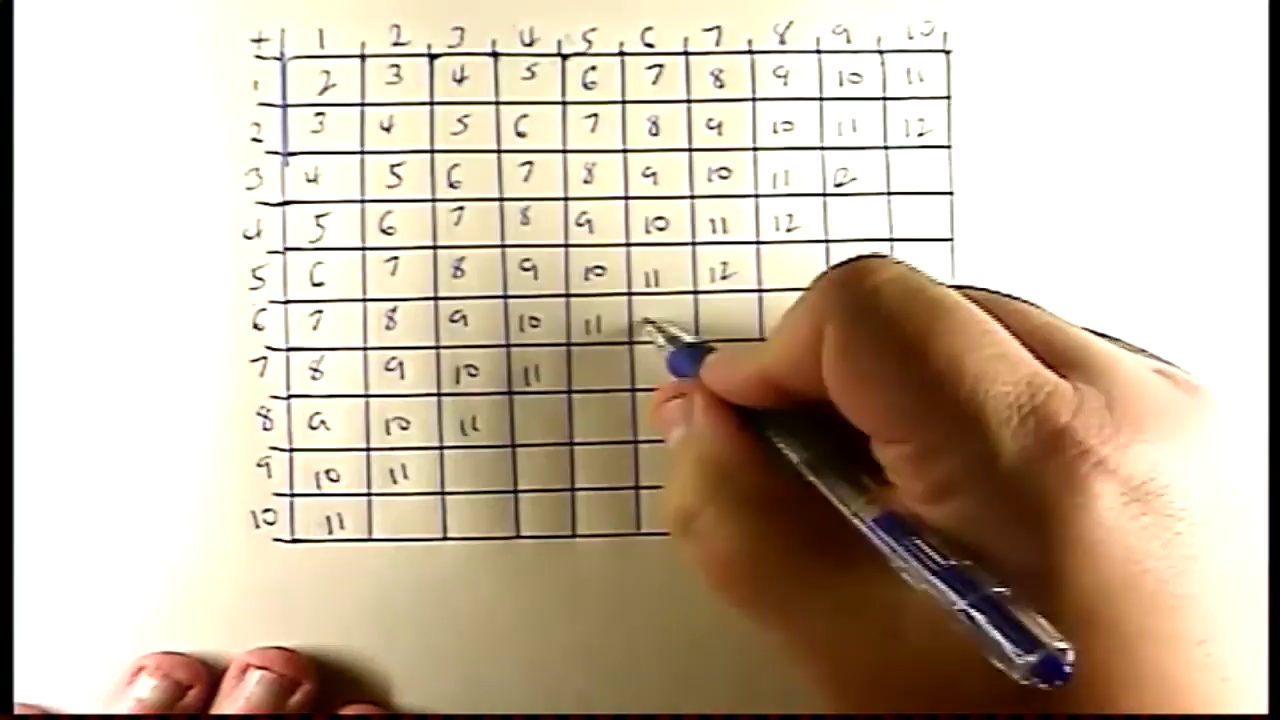 + 1 2 3 4 5 6 7 8 9 10
1 2 3 4 5 6 7 8 9 10 11
2 3 4 5 6 7 8 9 10 11 12
3 4 5 6 7 8 9 10 11 12
4 5 6 7 8 9 10 11 12
5 6 7 8 9 10 11 12
6 7 8 9 10 11
7 8 9 10 11
8 9 10 11
9 10 11
10 11